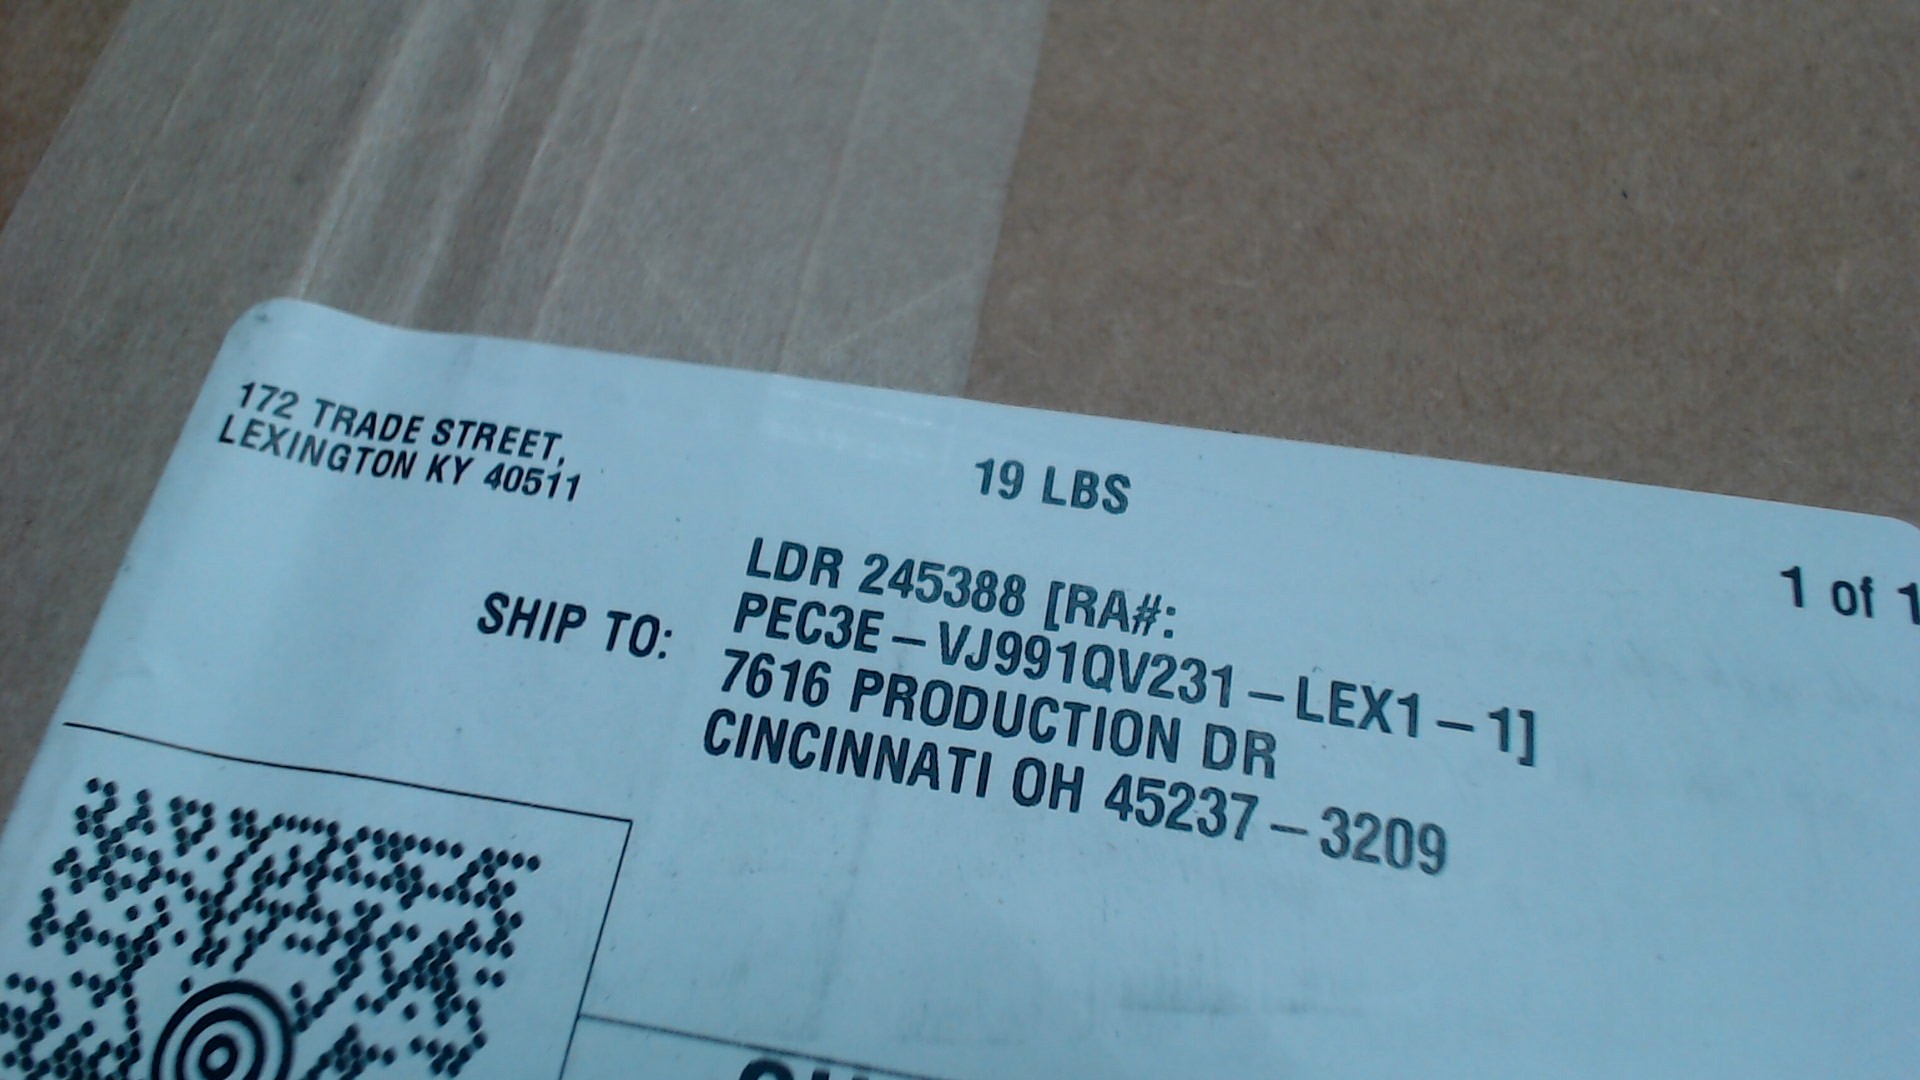 172 TRADE STREET,
LEXINGTON KY 40511
19 LBS
1 of 1
SHIP TO:
LDR 245388 [RA#:
PEC3E-VJ991QV231-LEX1-1]
7616 PRODUCTION DR
CINCINNATI OH 45237-3209